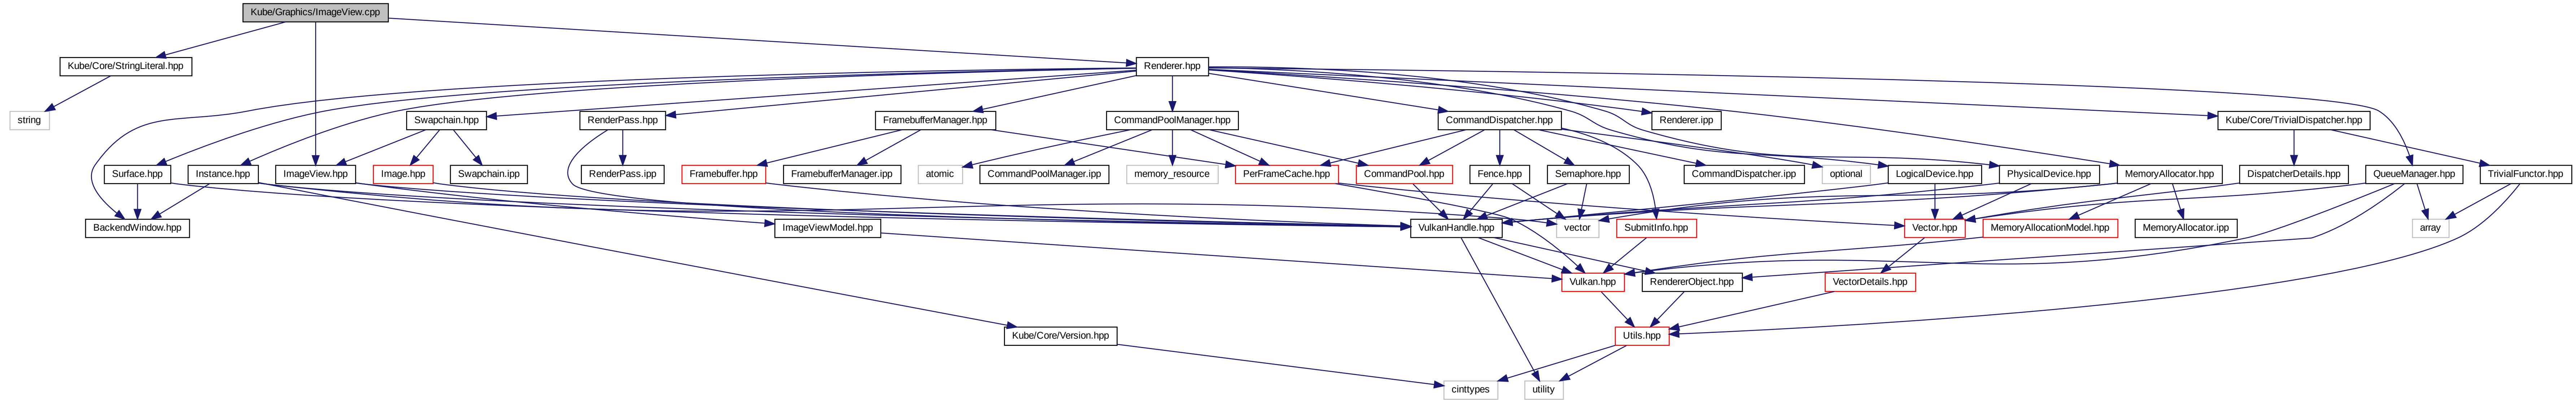 Kube/Graphics/ImageView.cpp
Kube/Core/StringLiteral.hpp
Renderer.hpp
string
Swapchain.hpp
RenderPass.hpp
FramebufferManager.hpp
CommandPoolManager.hpp
CommandDispatcher.hpp
Renderer.ipp
Kube/Core/TrivialDispatcher.hpp
Surface.hpp
Instance.hpp
ImageView.hpp
Image.hpp
Swapchain.ipp
RenderPass.ipp
Framebuffer.hpp
FramebufferManager.ipp
atomic
CommandPoolManager.ipp
memory_resource
PerFrameCache.hpp
CommandPool.hpp
Fence.hpp
Semaphore.hpp
CommandDispatcher.ipp
optional
LogicalDevice.hpp
PhysicalDevice.hpp
MemoryAllocator.hpp
DispatcherDetails.hpp
QueueManager.hpp
TrivialFunctor.hpp
BackendWindow.hpp
ImageViewModel.hpp
VulkanHandle.hpp
vector
SubmitInfo.hpp
Vector.hpp
MemoryAllocationModel.hpp
MemoryAllocator.ipp
array
Vulkan.hpp
RendererObject.hpp
VectorDetails.hpp
Kube/Core/Version.hpp
Utils.hpp
cinttypes
utility